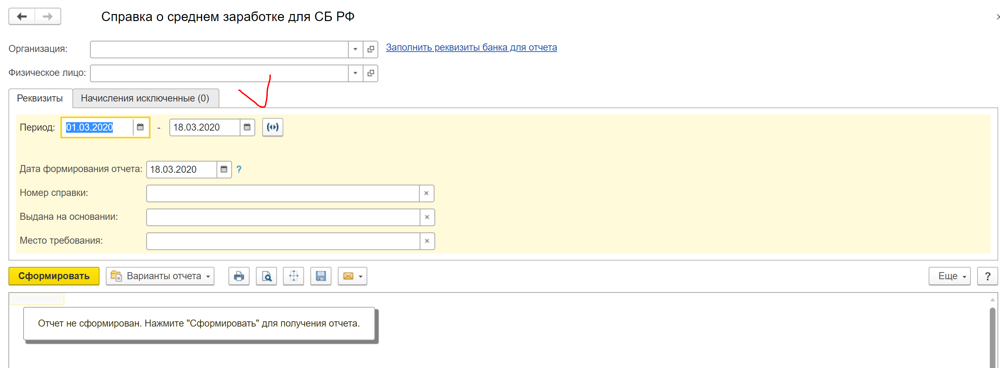 Справка о среднем заработке для СБ РФ
Организация: Заполнить реквизиты банка для отчета
Физическое лицо:
Реквизиты Начисления исключенные (0)
Период: 01.03.2020 - 18.03.2020
Дата формирования отчета: 18.03.2020 ?
Номер справки:
Выдана на основании:
Место требования:
Сформировать Варианты отчета Еще ?
Отчет не сформирован. Нажмите "Сформировать" для получения отчета.